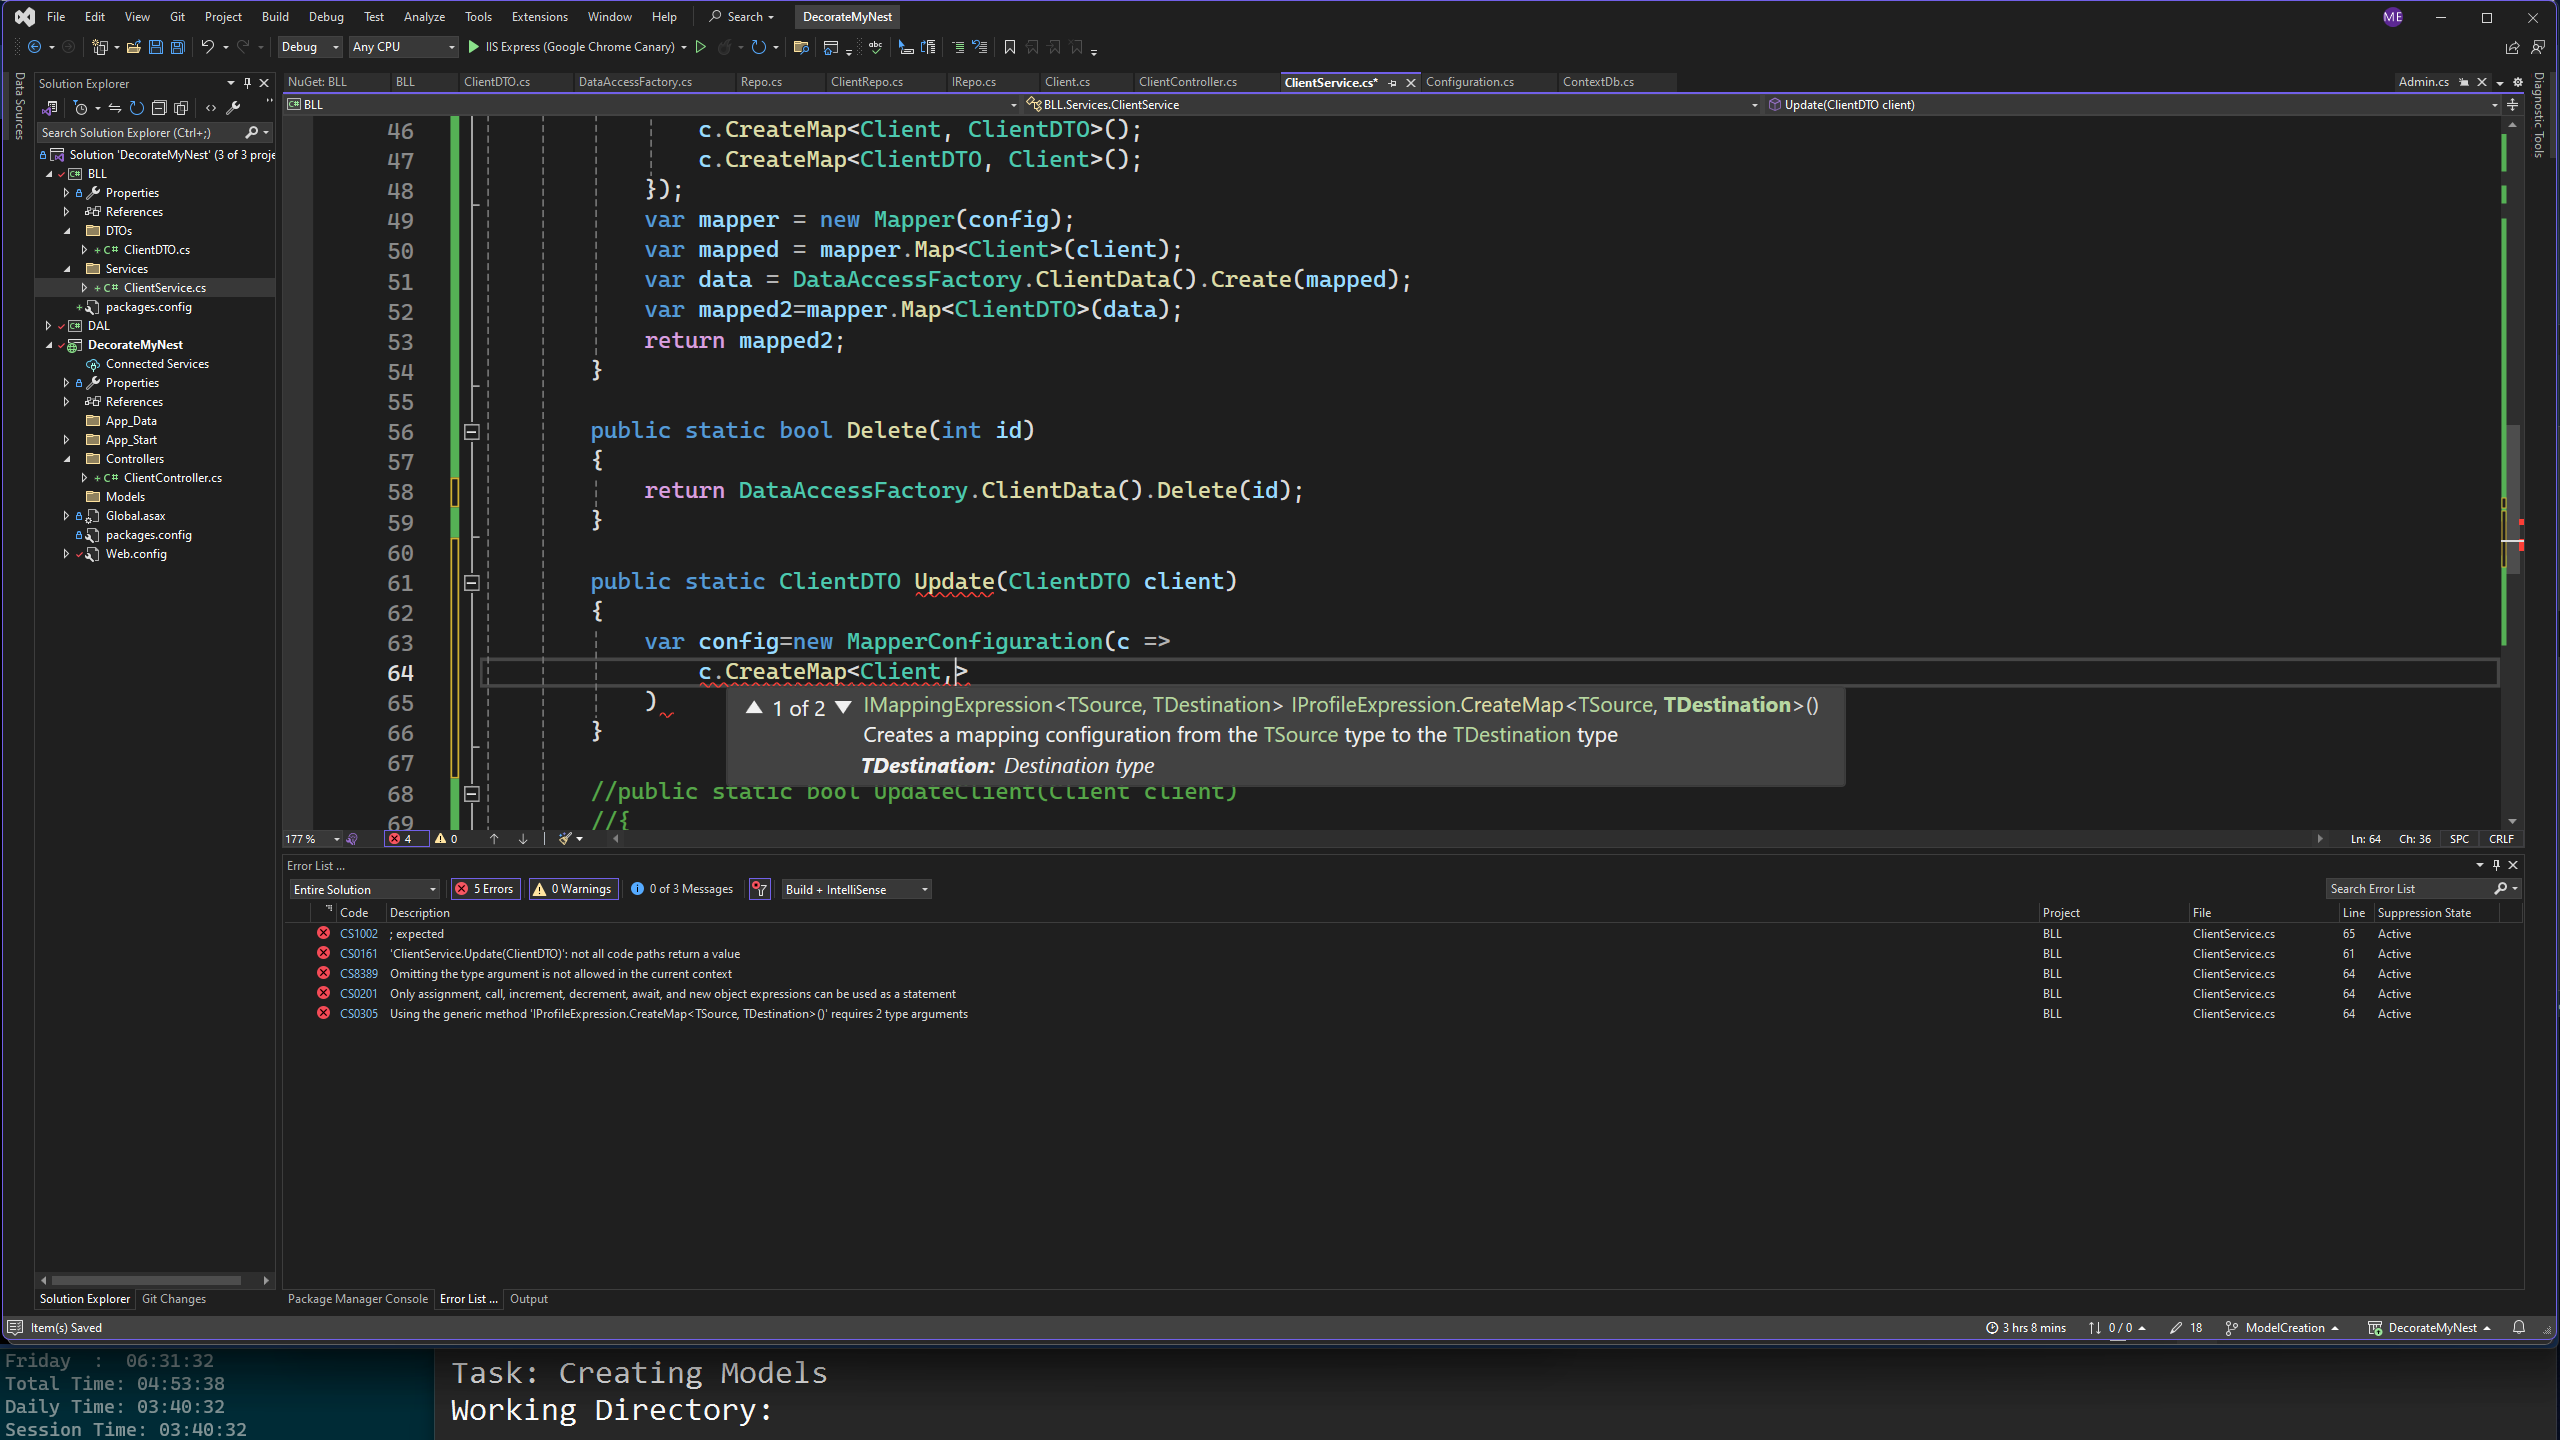 File Edit View Git Project Build Debug Test Analyze Tools Extensions Window Help Search DecorateMyNest ME
Debug Any CPU IIS Express (Google Chrome Canary)
Data Sources
Solution Explorer
Search Solution Explorer (Ctrl+;)
Solution 'DecorateMyNest' (3 of 3 proje
BLL
Properties
References
DTOs
C# ClientDTO.cs
Services
C# ClientService.cs
packages.config
DAL
DecorateMyNest
Connected Services
Properties
References
App_Data
App_Start
Controllers
C# ClientController.cs
Models
Global.asax
packages.config
Web.config
Solution Explorer Git Changes
NuGet: BLL BLL ClientDTO.cs DataAccessFactory.cs Repo.cs ClientRepo.cs IRepo.cs Client.cs ClientController.cs ClientService.cs* Configuration.cs ContextDb.cs Admin.cs
BLL BLL.Services.ClientService Update(ClientDTO client)
Diagnostic Tools
46 c.CreateMap<Client, ClientDTO>();
47 c.CreateMap<ClientDTO, Client>();
48 });
49 var mapper = new Mapper(config);
50 var mapped = mapper.Map<Client>(client);
51 var data = DataAccessFactory.ClientData().Create(mapped);
52 var mapped2=mapper.Map<ClientDTO>(data);
53 return mapped2;
54 }
55
56 public static bool Delete(int id)
57 {
58 return DataAccessFactory.ClientData().Delete(id);
59 }
60
61 public static ClientDTO Update(ClientDTO client)
62 {
63 var config=new MapperConfiguration(c =>
64 c.CreateMap<Client,>
65 )
66 }
67
68 //public static bool UpdateClient(Client client)
69 //{
1 of 2 IMappingExpression<TSource, TDestination> IProfileExpression.CreateMap<TSource, TDestination>()
Creates a mapping configuration from the TSource type to the TDestination type
TDestination: Destination type
177 % 4 0 Ln: 64 Ch: 36 SPC CRLF
Error List ...
Entire Solution 5 Errors 0 Warnings 0 of 3 Messages Build + IntelliSense Search Error List
Code Description Project File Line Suppression State
CS1002 ; expected BLL ClientService.cs 65 Active
CS0161 'ClientService.Update(ClientDTO)': not all code paths return a value BLL ClientService.cs 61 Active
CS8389 Omitting the type argument is not allowed in the current context BLL ClientService.cs 64 Active
CS0201 Only assignment, call, increment, decrement, await, and new object expressions can be used as a statement BLL ClientService.cs 64 Active
CS0305 Using the generic method 'IProfileExpression.CreateMap<TSource, TDestination>()' requires 2 type arguments BLL ClientService.cs 64 Active
Package Manager Console Error List ... Output
Item(s) Saved 3 hrs 8 mins 0 / 0 18 ModelCreation DecorateMyNest
Friday : 06:31:32
Total Time: 04:53:38
Daily Time: 03:40:32
Session Time: 03:40:32
Task: Creating Models
Working Directory: